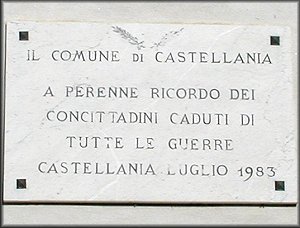 IL COMUNE di CASTELLANIA
A PERENNE RICORDO DEI
CONCITTADINI CADUTI DI
TUTTE LE GUERRE
CASTELLANIA LUGLIO 1983